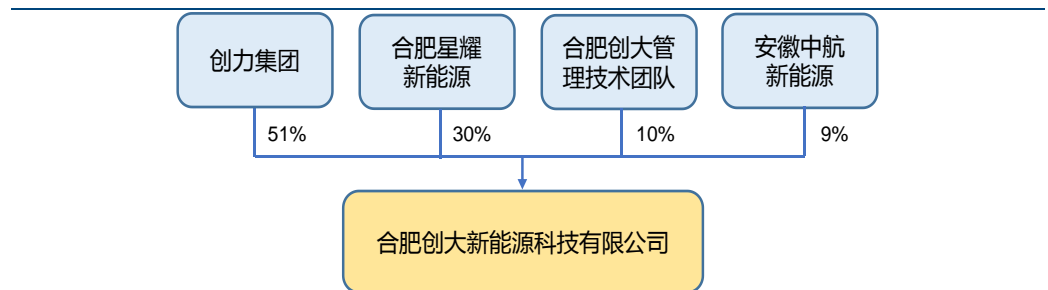 创力集团
合肥星耀
新能源
合肥创大管
理技术团队
安徽中航
新能源
51%
30%
10%
9%
合肥创大新能源科技有限公司